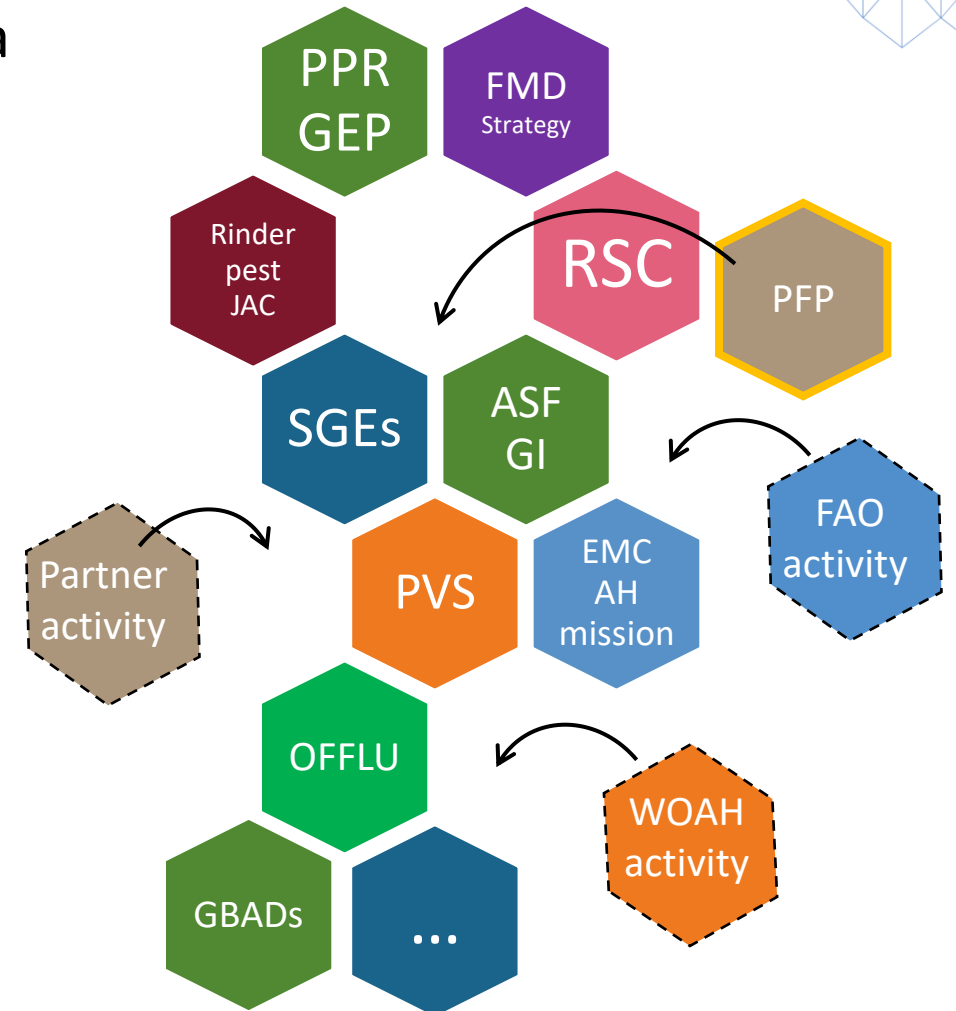 a
PPR
GEP
FMD
Strategy
Rinder
pest
JAC
RSC
PFP
SGEs
ASF
GI
FAO
activity
Partner
activity
PVS
EMC
AH
mission
OFFLU
WOAH
activity
GBADs
...